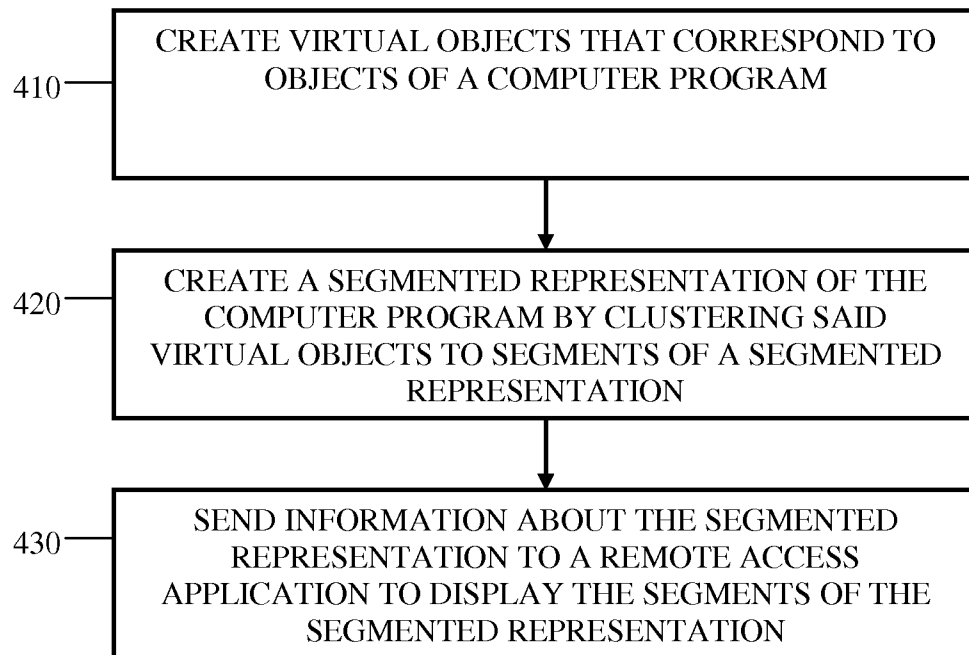 CREATE VIRTUAL OBJECTS THAT CORRESPOND TO
OBJECTS OF A COMPUTER PROGRAM
410
CREATE A SEGMENTED REPRESENTATION OF THE
COMPUTER PROGRAM BY CLUSTERING SAID
VIRTUAL OBJECTS TO SEGMENTS OF A SEGMENTED
REPRESENTATION
420
SEND INFORMATION ABOUT THE SEGMENTED
REPRESENTATION TO A REMOTE ACCESS
APPLICATION TO DISPLAY THE SEGMENTS OF THE
SEGMENTED REPRESENTATION
430